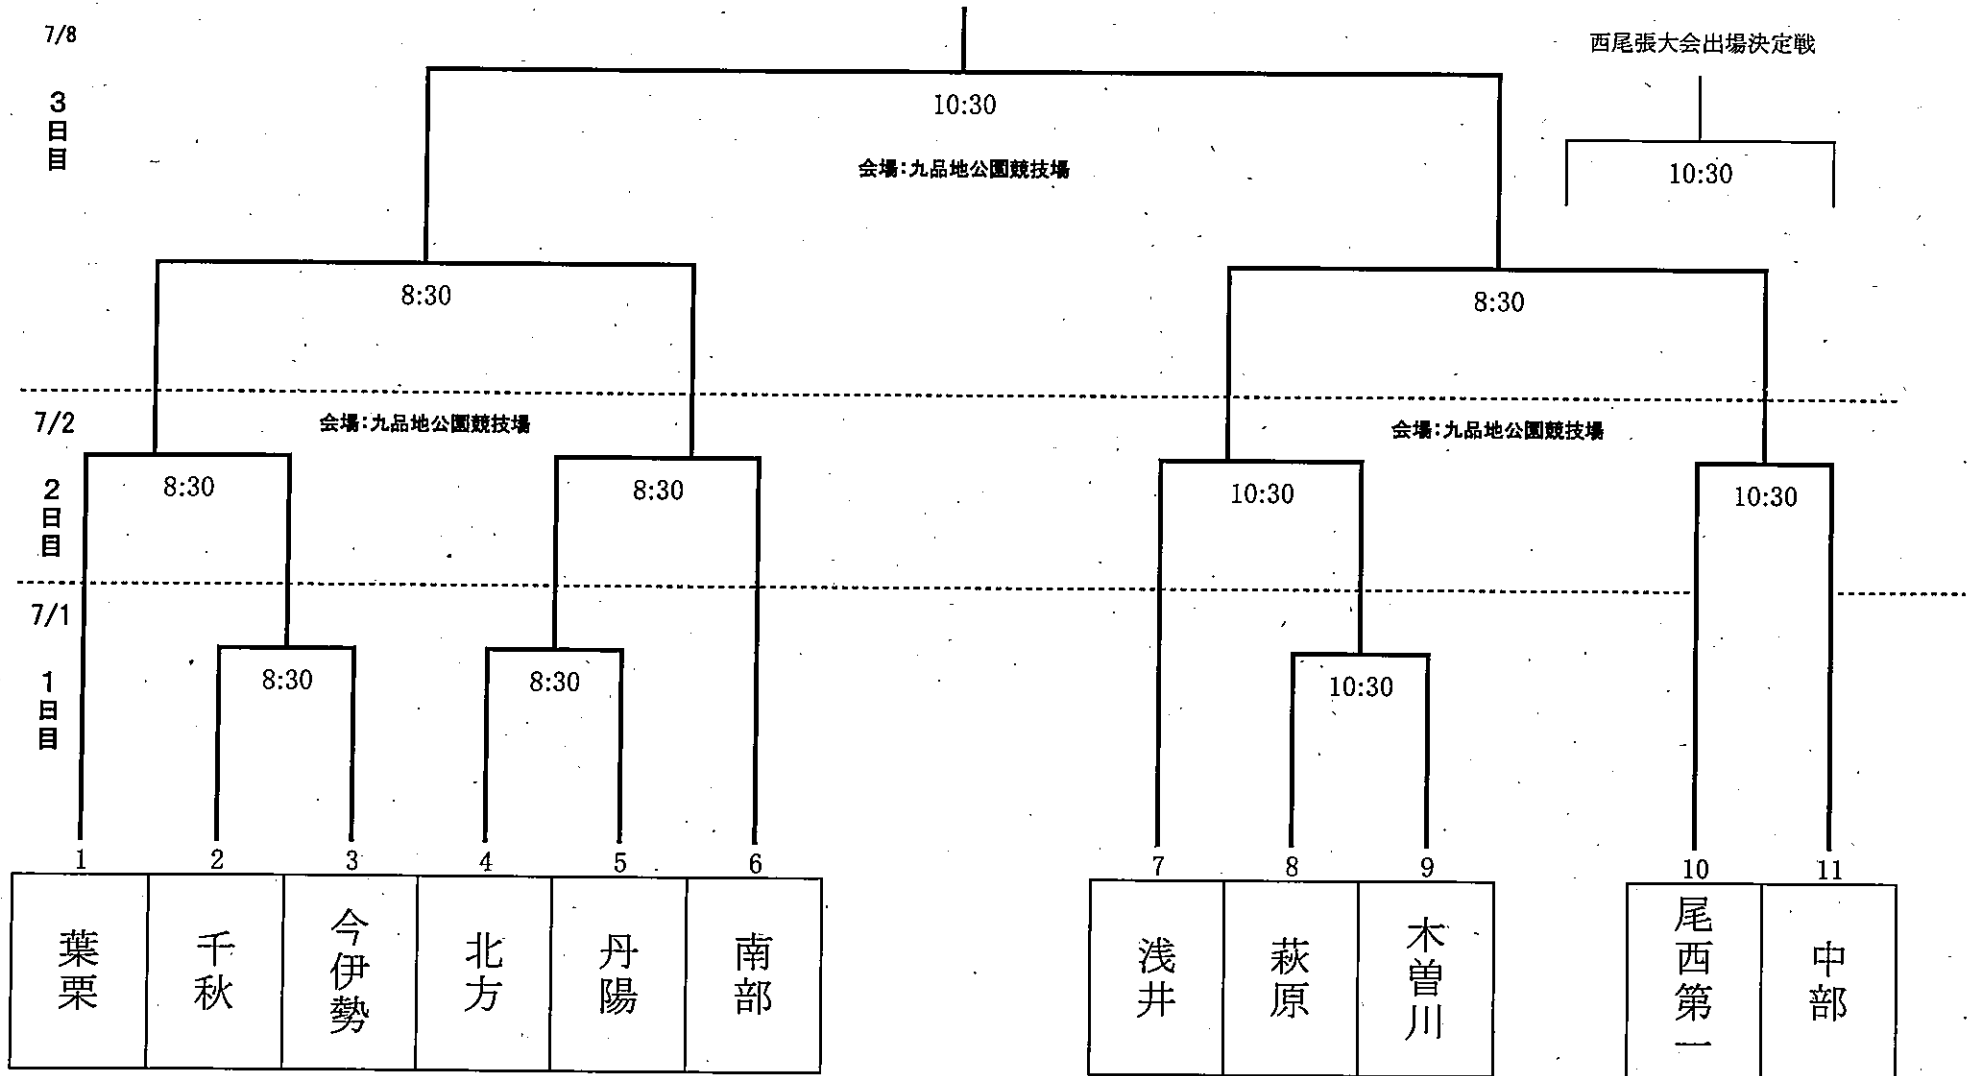 7/8
西尾張大会出場決定戦
3日目
10:30
会場:九品地公園競技場
10:30
8:30
8:30
7/2
会場:九品地公園競技場
会場:九品地公園競技場
2日目
8:30
8:30
10:30
10:30
7/1
1日目
8:30
8:30
10:30
1
2
3
4
5
6
7
8
9
10
11
葉栗
千秋
今伊勢
北方
丹陽
南部
浅井
萩原
木曽川
尾西第一
中部